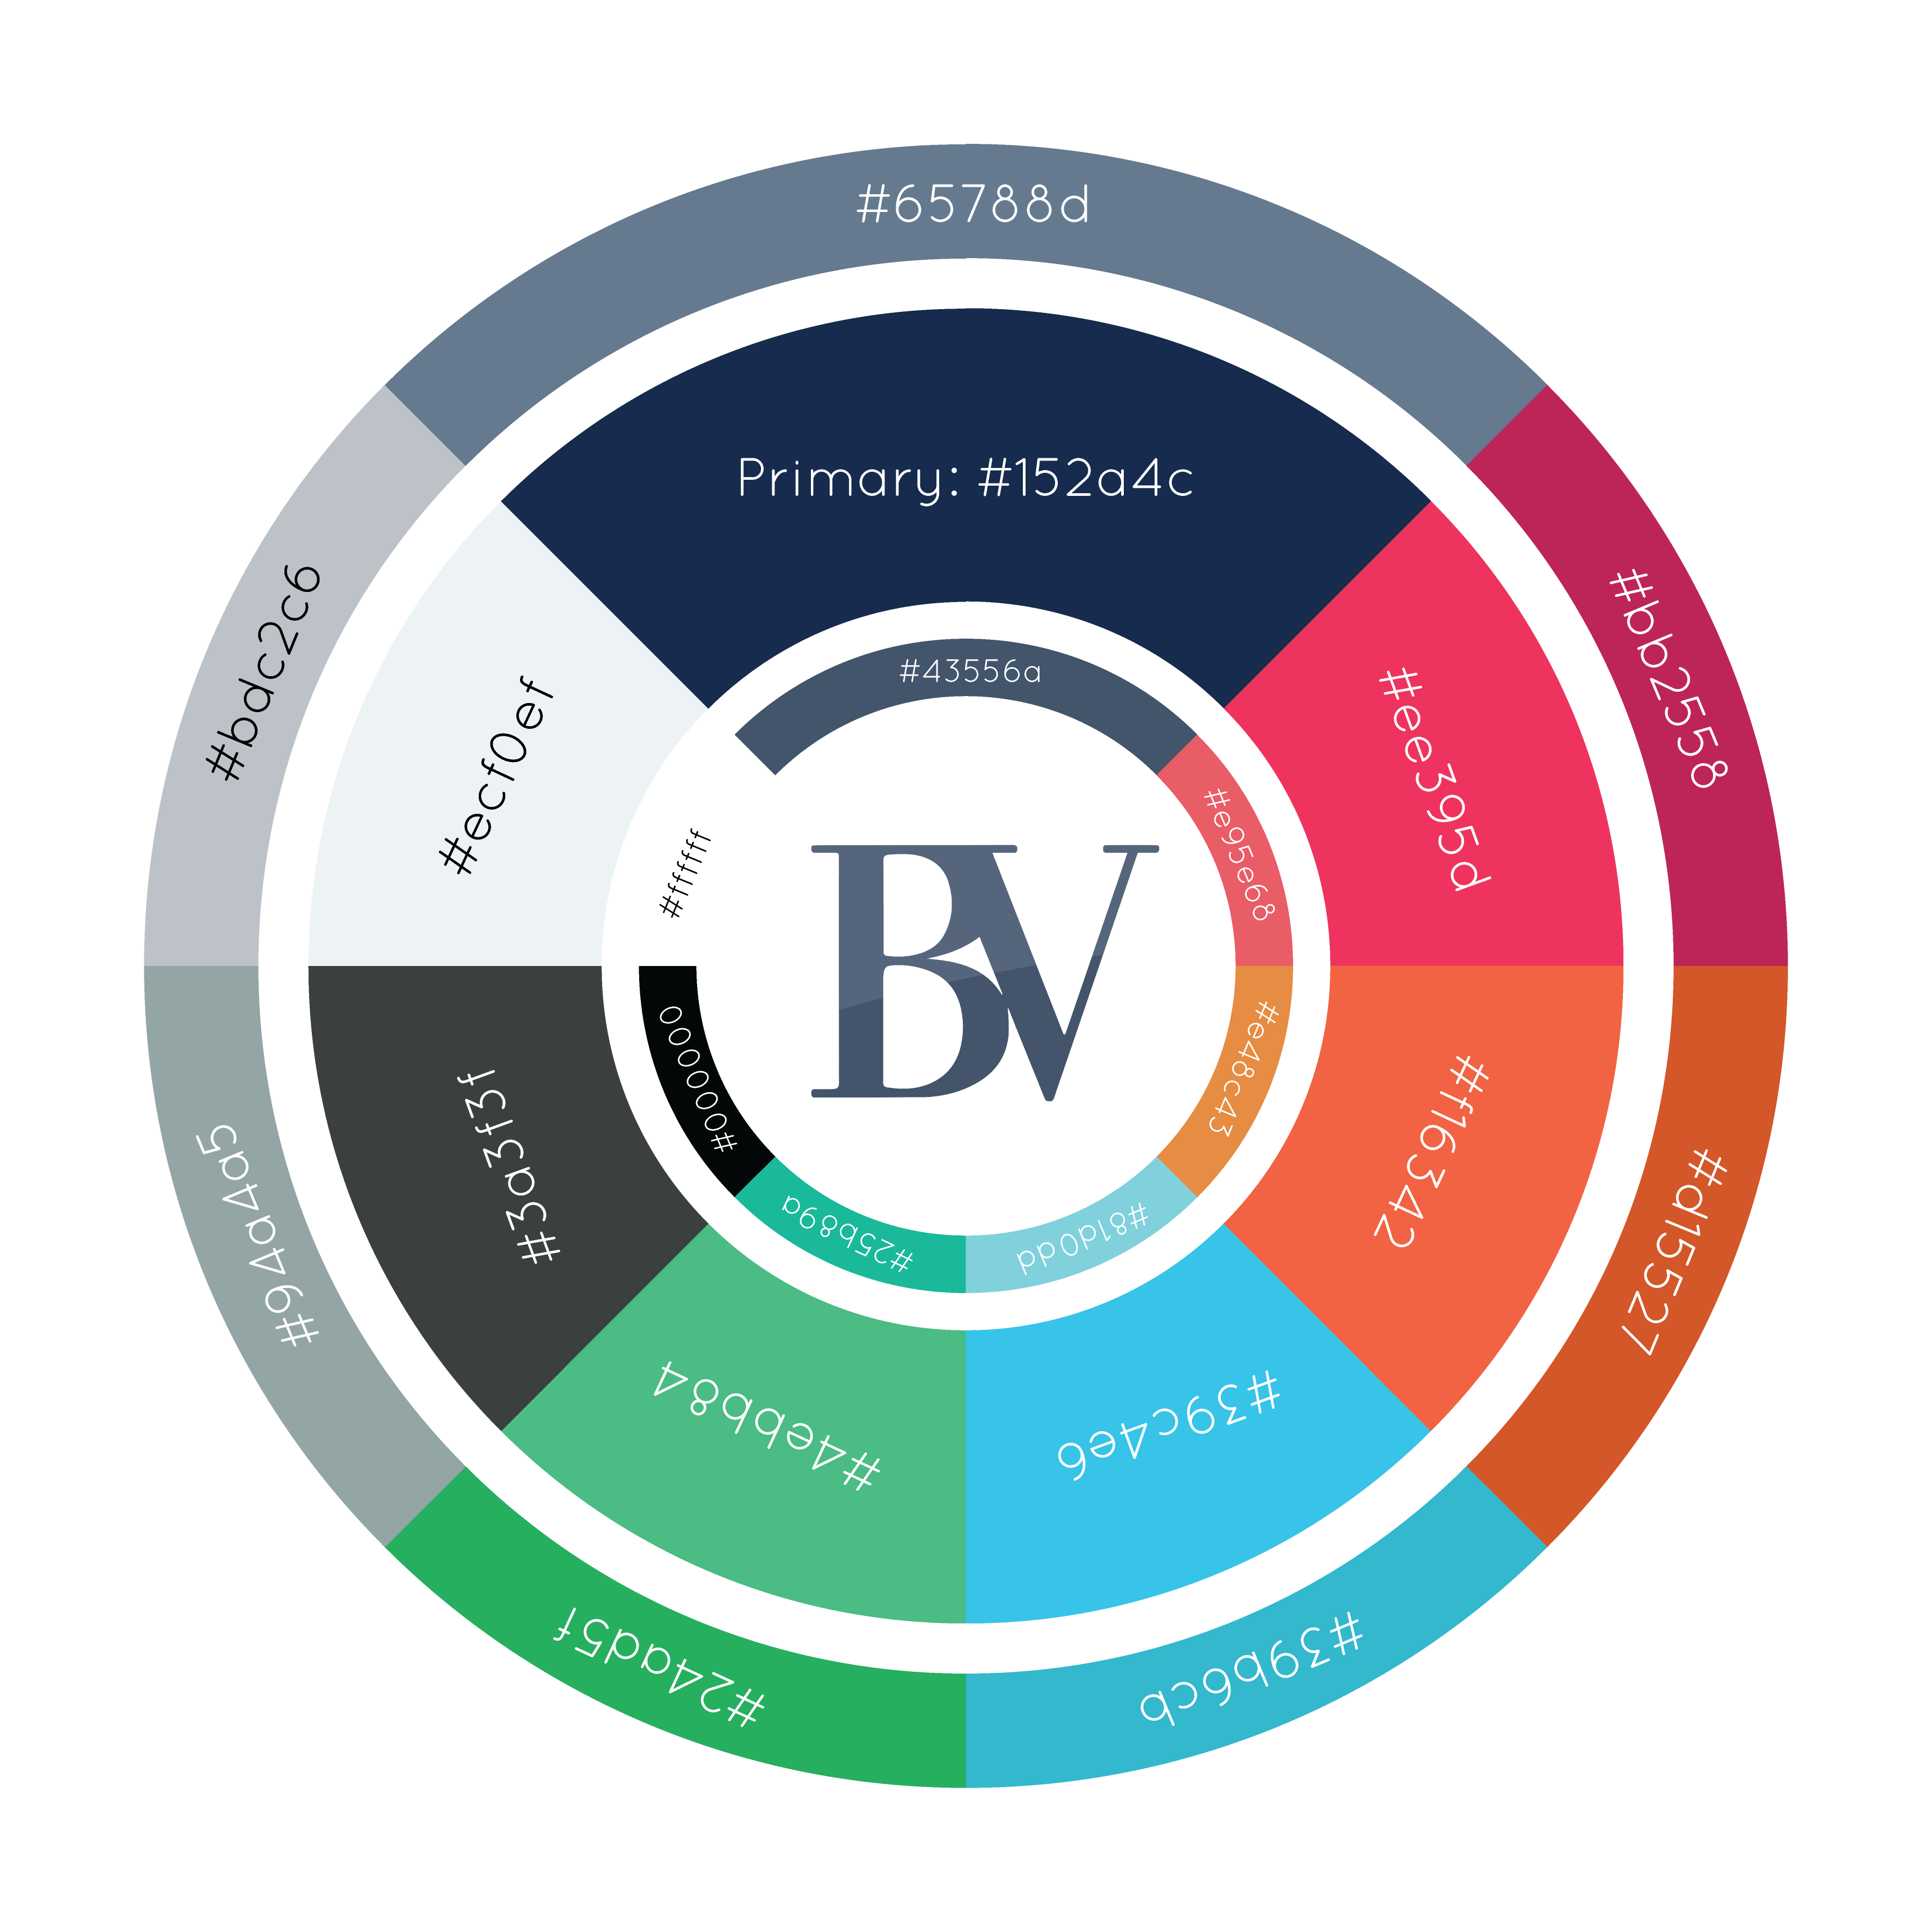 #65788d
Primary: #152a4c
#43556a
#bdc2c6
#ecf0ef
#ffffff
#bb2558
#ee395d
#e95e68
#e48c43
#f16342
#d15527
#81d0dd
#39c4e6
#39b6cb
#25b89a
#4ebb84
#24ad5f
#000000
#3d3f3f
#94a4a5
BV